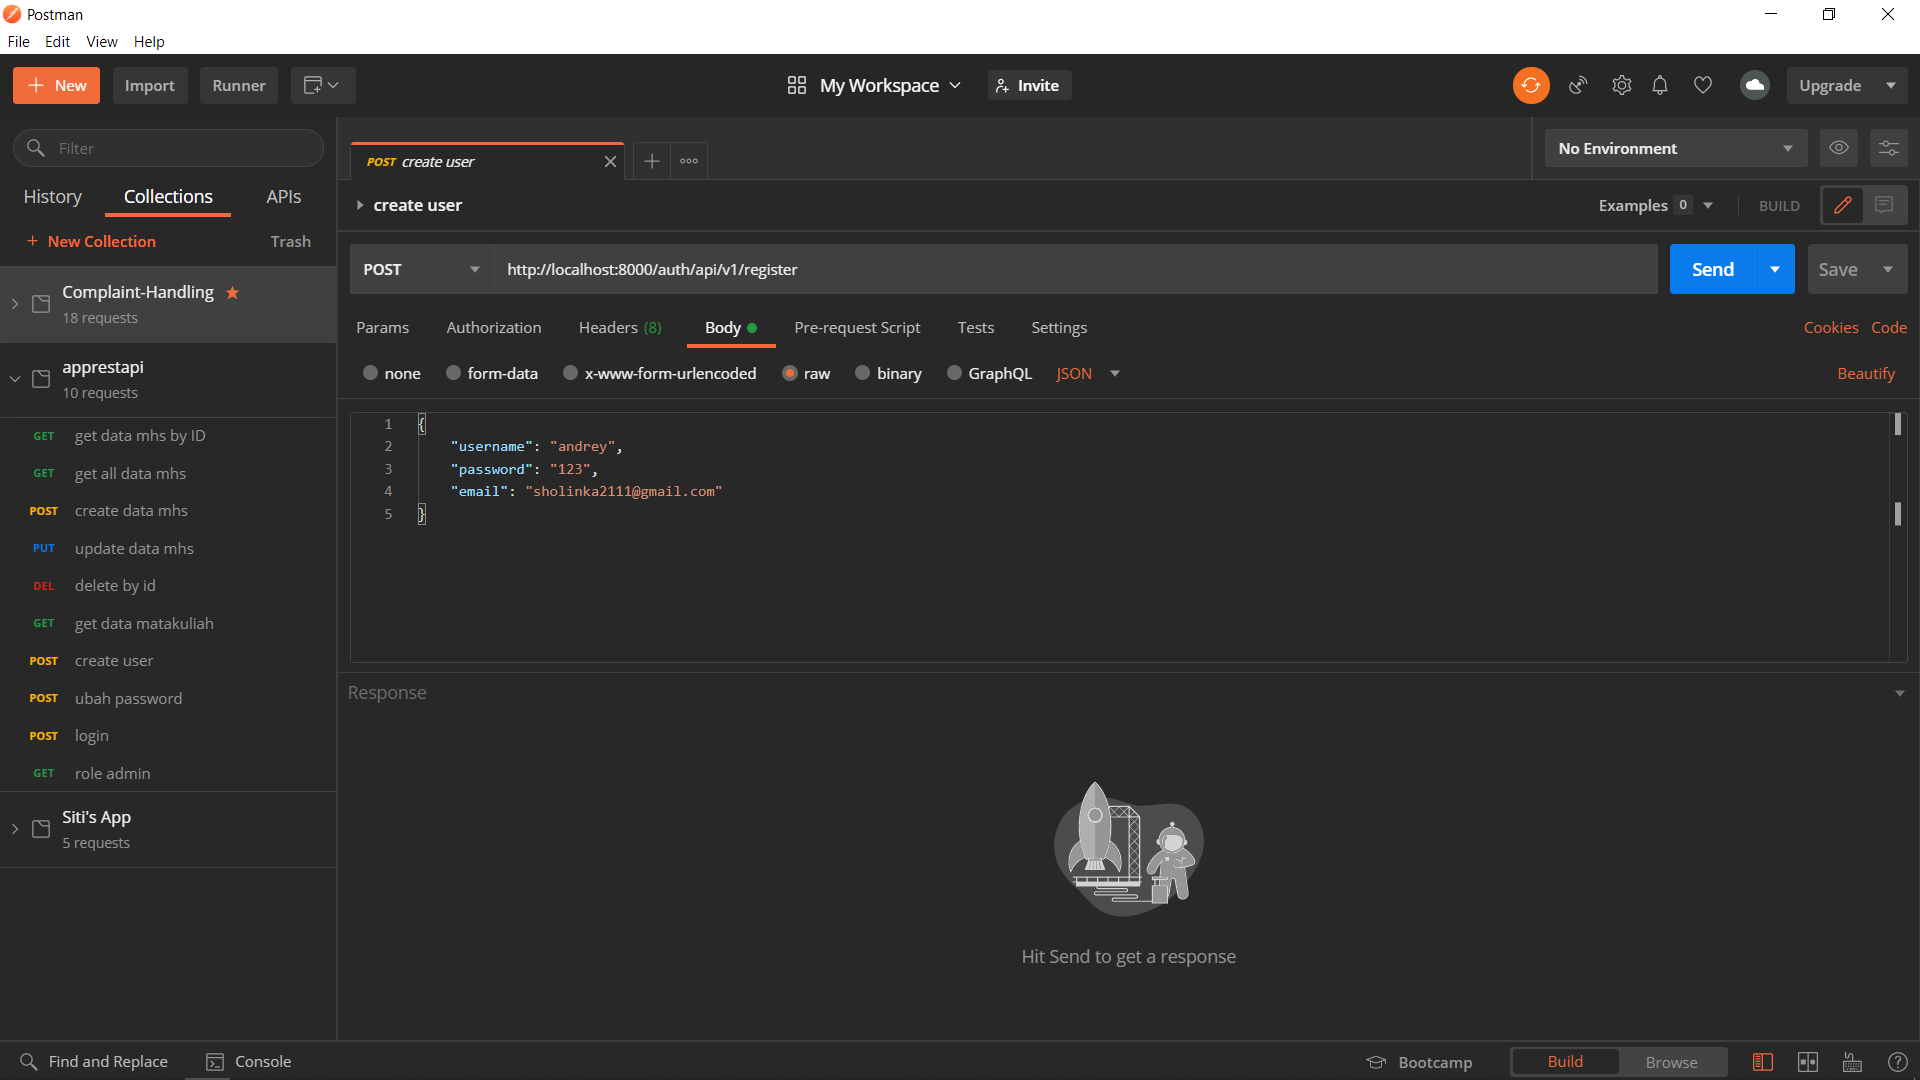 Postman
File Edit View Help
New Import Runner My Workspace Invite Upgrade
Filter
History Collections APIs
New Collection Trash
Complaint-Handling
18 requests
apprestapi
10 requests
GET get data mhs by ID
GET get all data mhs
POST create data mhs
PUT update data mhs
DEL delete by id
GET get data matakuliah
POST create user
POST ubah password
POST login
GET role admin
Siti's App
5 requests
POST create user
No Environment
create user
Examples 0 BUILD
POST http://localhost:8000/auth/api/v1/register Send Save
Params Authorization Headers (8) Body Pre-request Script Tests Settings Cookies Code
none form-data x-www-form-urlencoded raw binary GraphQL JSON Beautify
1 {
2 "username": "andrey",
3 "password": "123",
4 "email": "sholinka2111@gmail.com"
5 }
Response
Hit Send to get a response
Find and Replace Console Bootcamp Build Browse